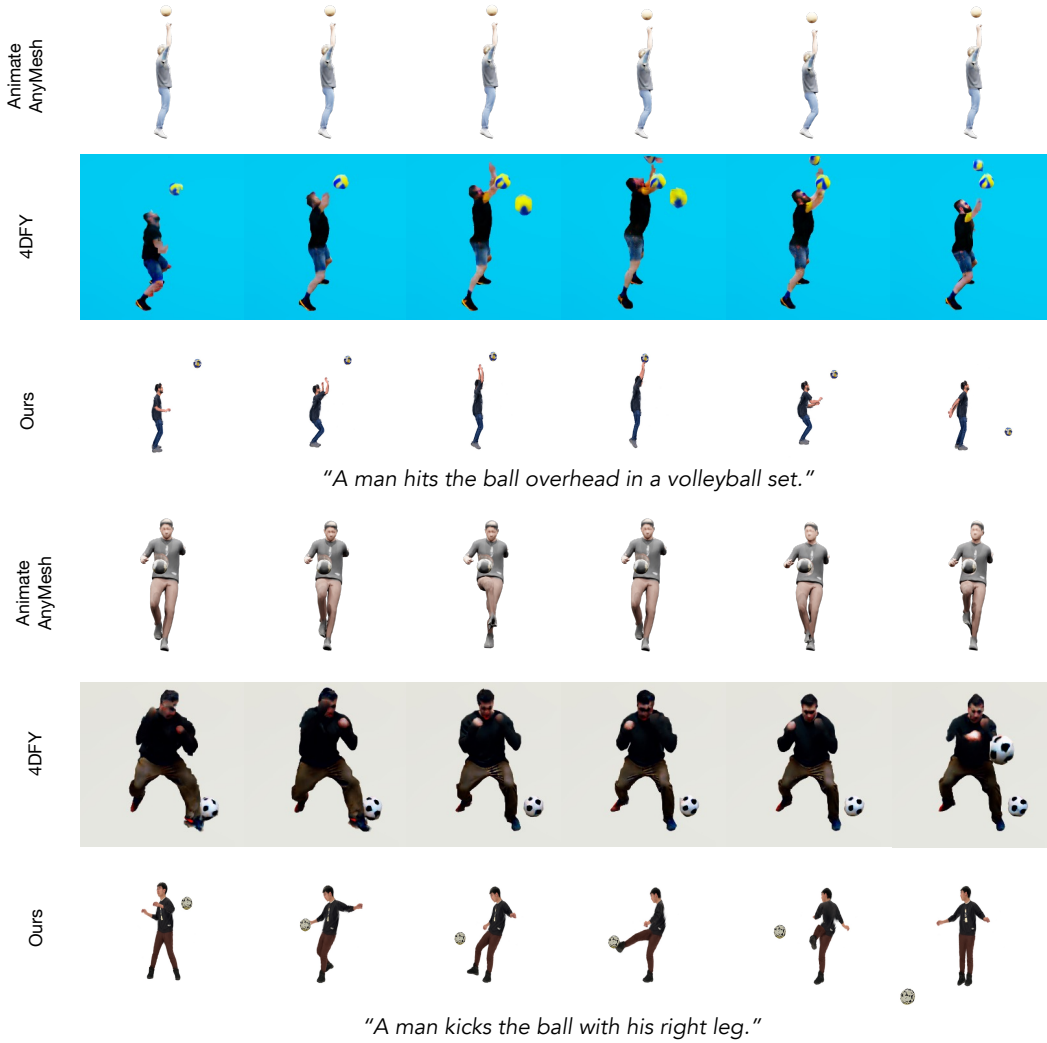 Animate
AnyMesh
4DFY
Ours
“A man hits the ball overhead in a volleyball set.”
Animate
AnyMesh
4DFY
Ours
“A man kicks the ball with his right leg.”